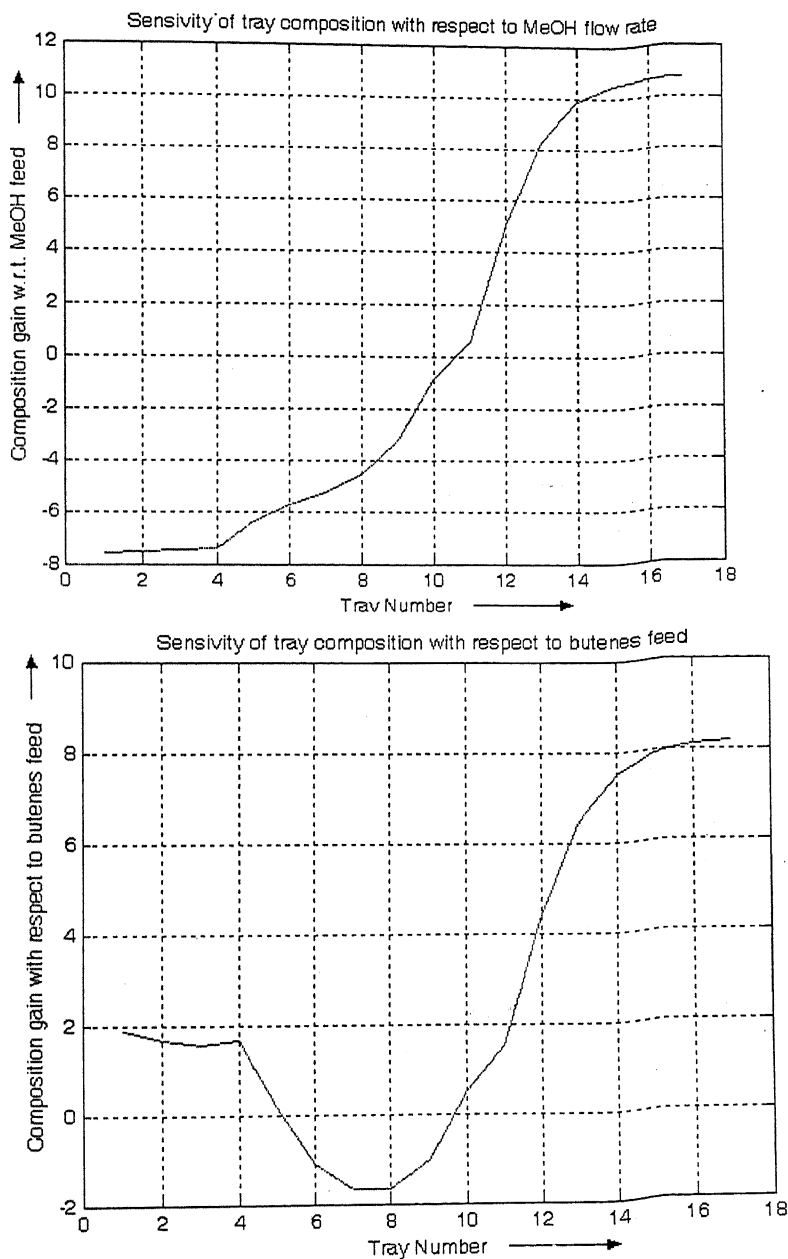 Sensivity of tray composition with respect to MeOH flow rate
12
10
8
6
4
2
0
-2
-4
-6
-8
Composition gain w.r.t. MeOH feed
0 2 4 6 8 10 12 14 16 18
Trav Number
Sensivity of tray composition with respect to butenes feed
10
8
6
4
2
0
-2
Composition gain with respect to butenes feed
0 2 4 6 8 10 12 14 16 18
Tray Number